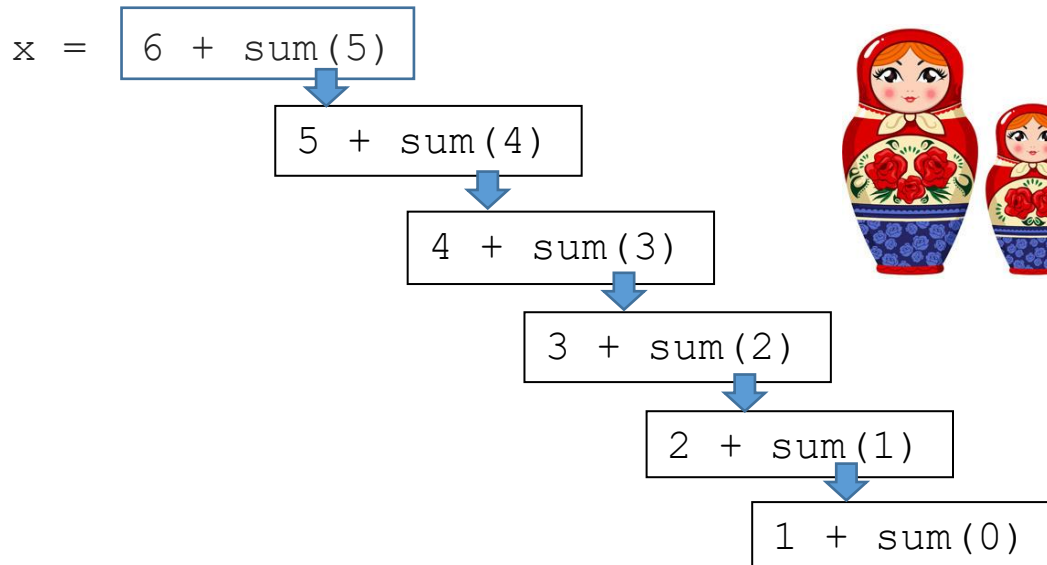 x = 6 + sum(5)
5 + sum(4)
4 + sum(3)
3 + sum(2)
2 + sum(1)
1 + sum(0)